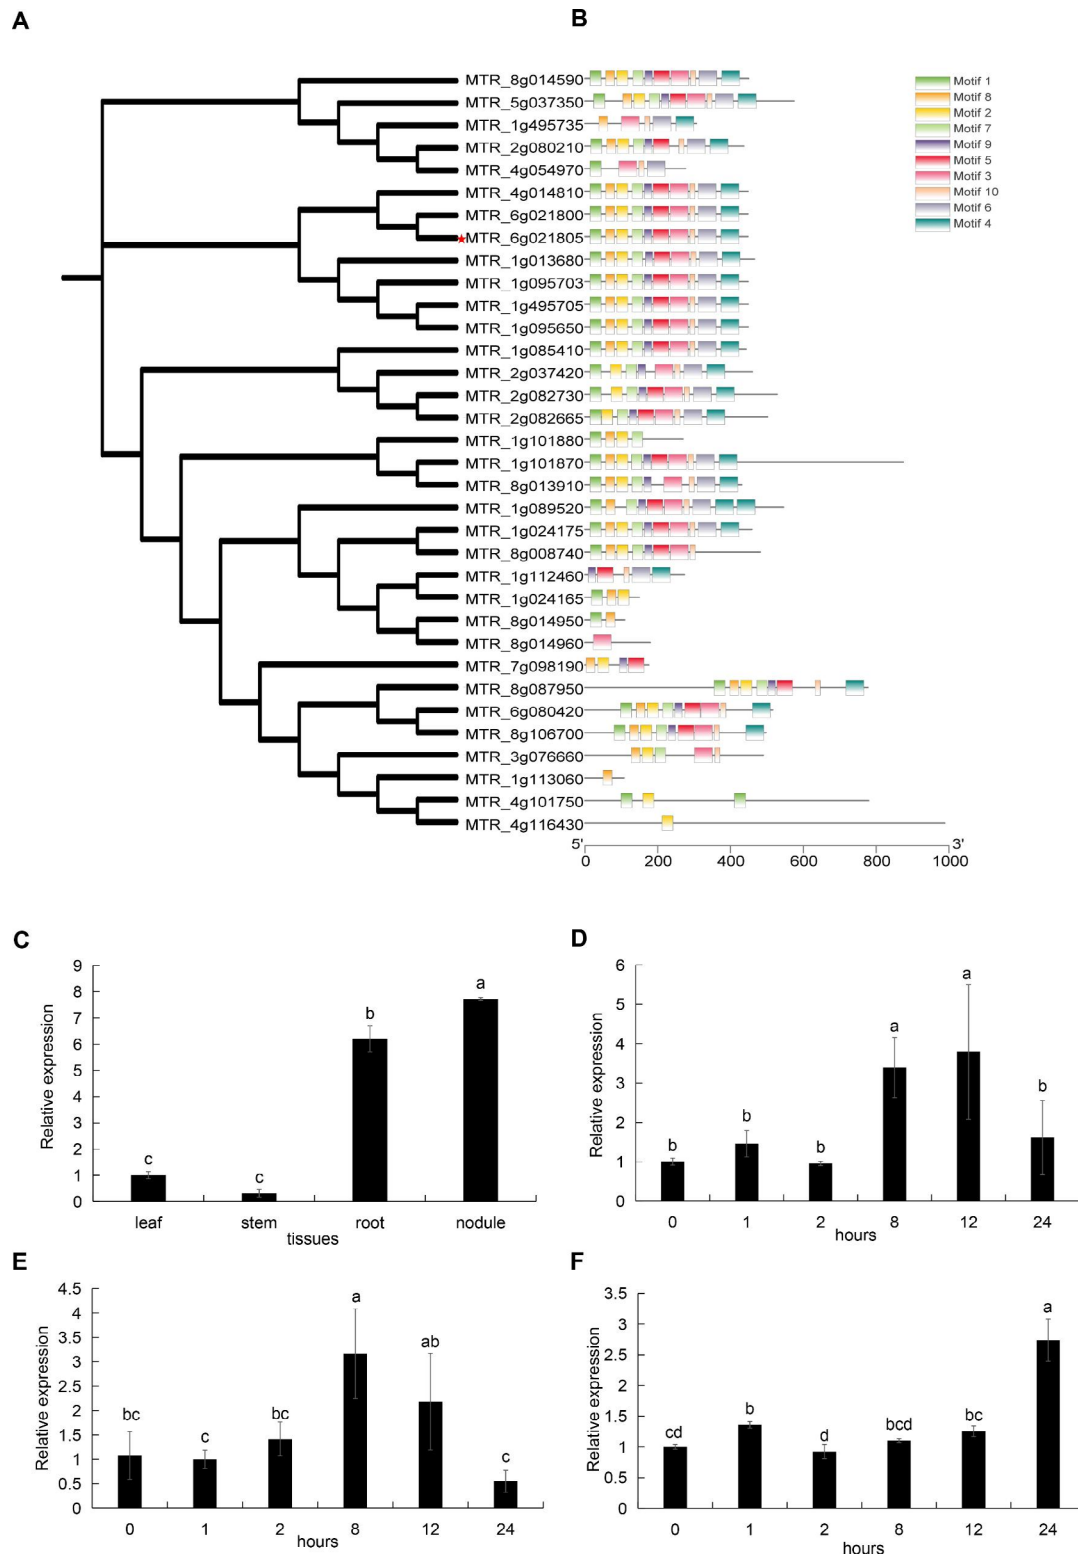 A
B
MTR_8g014590
MTR_5g037350
MTR_1g495735
MTR_2g080210
MTR_4g054970
MTR_4g014810
MTR_6g021800
MTR_6g021805
MTR_1g013680
MTR_1g095703
MTR_1g495705
MTR_1g095650
MTR_1g085410
MTR_2g037420
MTR_2g082730
MTR_2g082665
MTR_1g101880
MTR_1g101870
MTR_8g013910
MTR_1g089520
MTR_1g024175
MTR_8g008740
MTR_1g112460
MTR_1g024165
MTR_8g014950
MTR_8g014960
MTR_7g098190
MTR_8g087950
MTR_6g080420
MTR_8g106700
MTR_3g076660
MTR_1g113060
MTR_4g101750
MTR_4g116430
Motif 1
Motif 8
Motif 2
Motif 7
Motif 9
Motif 5
Motif 3
Motif 10
Motif 6
Motif 4
5' 3'
0 200 400 600 800 1000
C
Relative expression
9
8
7
6
5
4
3
2
1
0
c c b a
leaf stem root nodule
tissues
D
Relative expression
6
5
4
3
2
1
0
b b b a a b
0 1 2 8 12 24
hours
E
Relative expression
4.5
4
3.5
3
2.5
2
1.5
1
0.5
0
bc c bc a ab c
0 1 2 8 12 24
hours
F
Relative expression
3.5
3
2.5
2
1.5
1
0.5
0
cd b d bcd bc a
0 1 2 8 12 24
hours